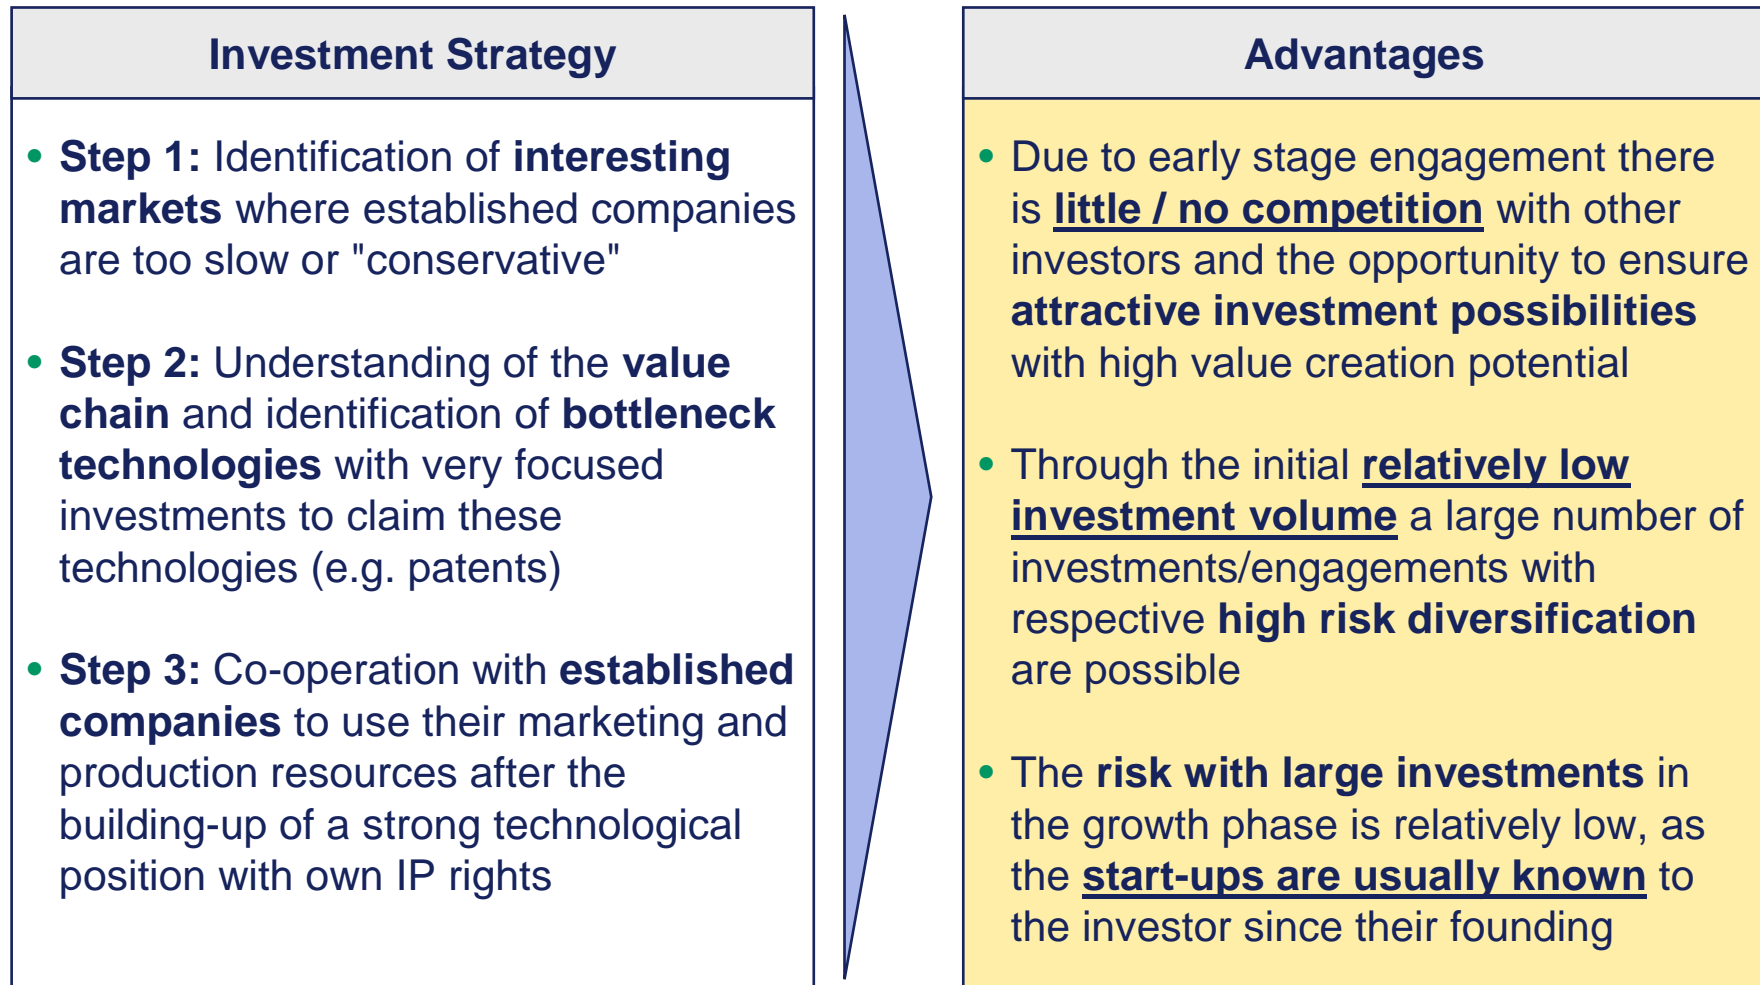 Investment Strategy
• Step 1: Identification of interesting
markets where established companies
are too slow or "conservative"
• Step 2: Understanding of the value
chain and identification of bottleneck
technologies with very focused
investments to claim these
technologies (e.g. patents)
• Step 3: Co-operation with established
companies to use their marketing and
production resources after the
building-up of a strong technological
position with own IP rights
Advantages
• Due to early stage engagement there
is little / no competition with other
investors and the opportunity to ensure
attractive investment possibilities
with high value creation potential
• Through the initial relatively low
investment volume a large number of
investments/engagements with
respective high risk diversification
are possible
• The risk with large investments in
the growth phase is relatively low, as
the start-ups are usually known to
the investor since their founding